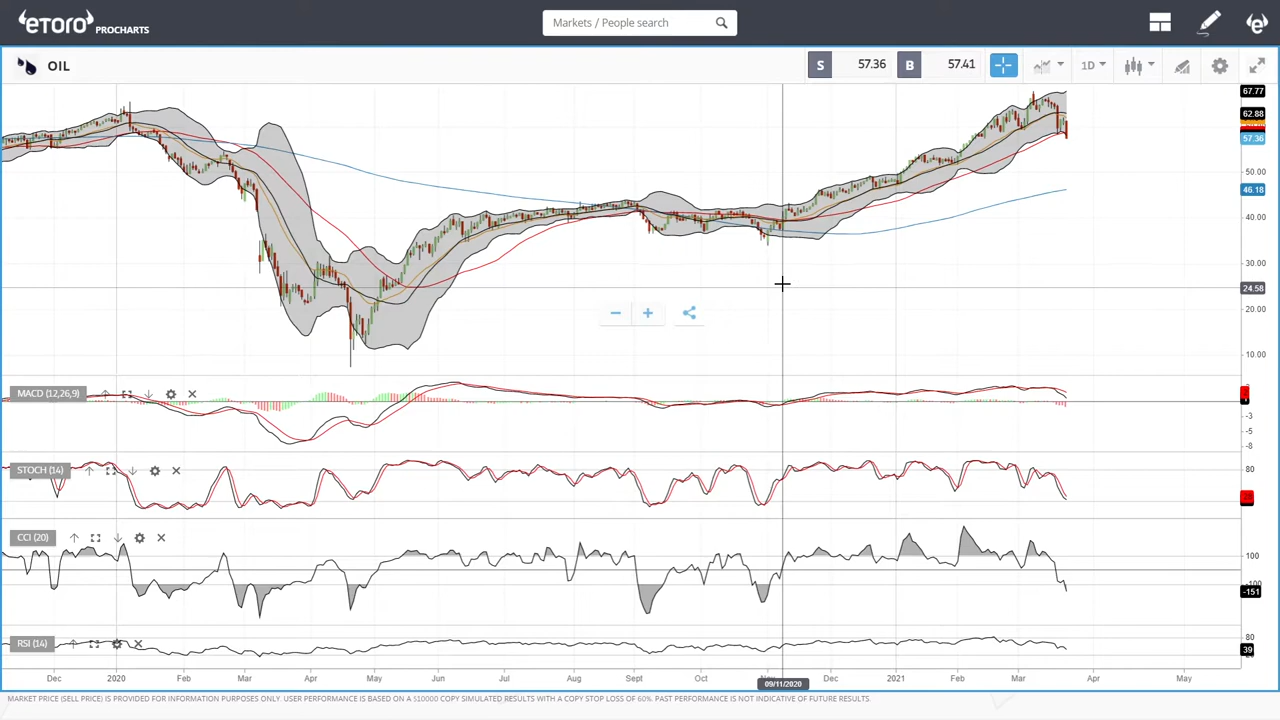 eTORO PROCHARTS
Markets / People search
OIL
S 57.36 B 57.41
1D
67.77
62.88
57.36
50.00
46.18
40.00
30.00
24.58
20.00
10.00
MACD (12,26,9)
-3
-5
-8
STOCH (14)
80
CCI (20)
100
-100
-151
RSI (14)
80
39
Dec 2020 Feb Mar Apr May Jun Jul Aug Sept Oct Nov Dec 2021 Feb Mar Apr May
09/11/2020
MARKET PRICE (SELL PRICE) IS PROVIDED FOR INFORMATION PURPOSES ONLY. USER PERFORMANCE IS BASED ON A $10000 COPY SIMULATED RESULTS WITH A COPY STOP LOSS OF 60%. PAST PERFORMANCE IS NOT INDICATIVE OF FUTURE RESULTS.